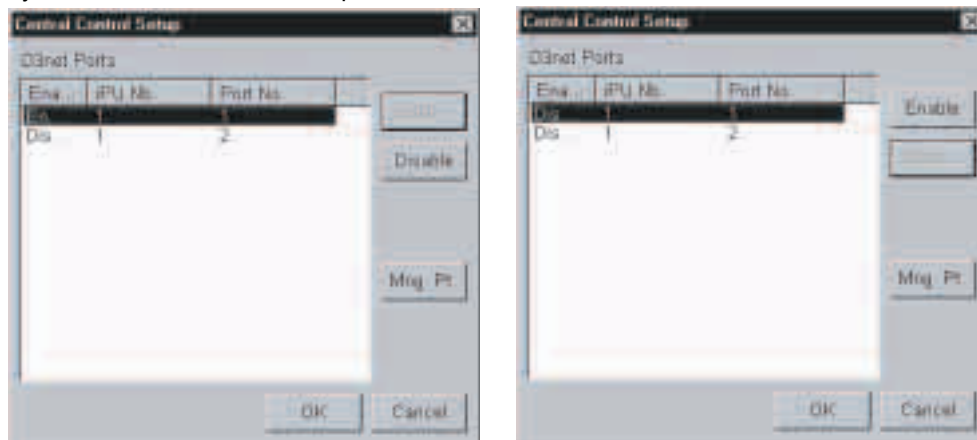 Central Control Setup
D3net Ports
Ena... iPU No. Port No.
En 1 1
Dis 1 2
Disable
Mng. Pt.
OK Cancel
Central Control Setup
D3net Ports
Ena... iPU No. Port No.
Dis 1 1
Dis 1 2
Enable
Mng. Pt.
OK Cancel